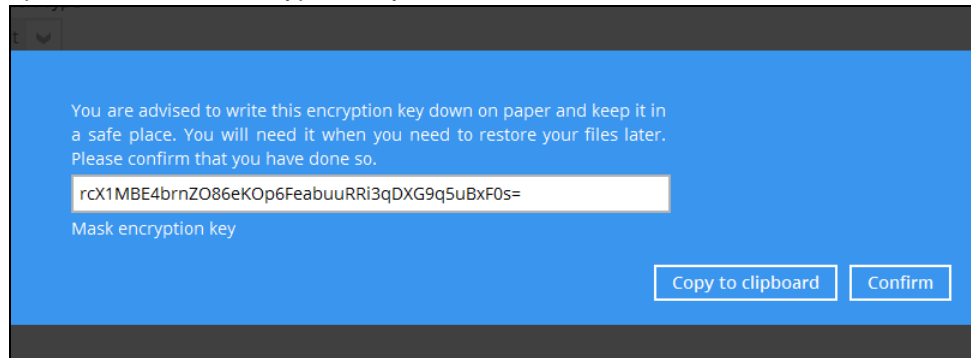 You are advised to write this encryption key down on paper and keep it in
a safe place. You will need it when you need to restore your files later.
Please confirm that you have done so.
rcX1MBE4brnZO86eKOp6FeabuuRRi3qDXG9q5uBxF0s=
Mask encryption key
Copy to clipboard
Confirm